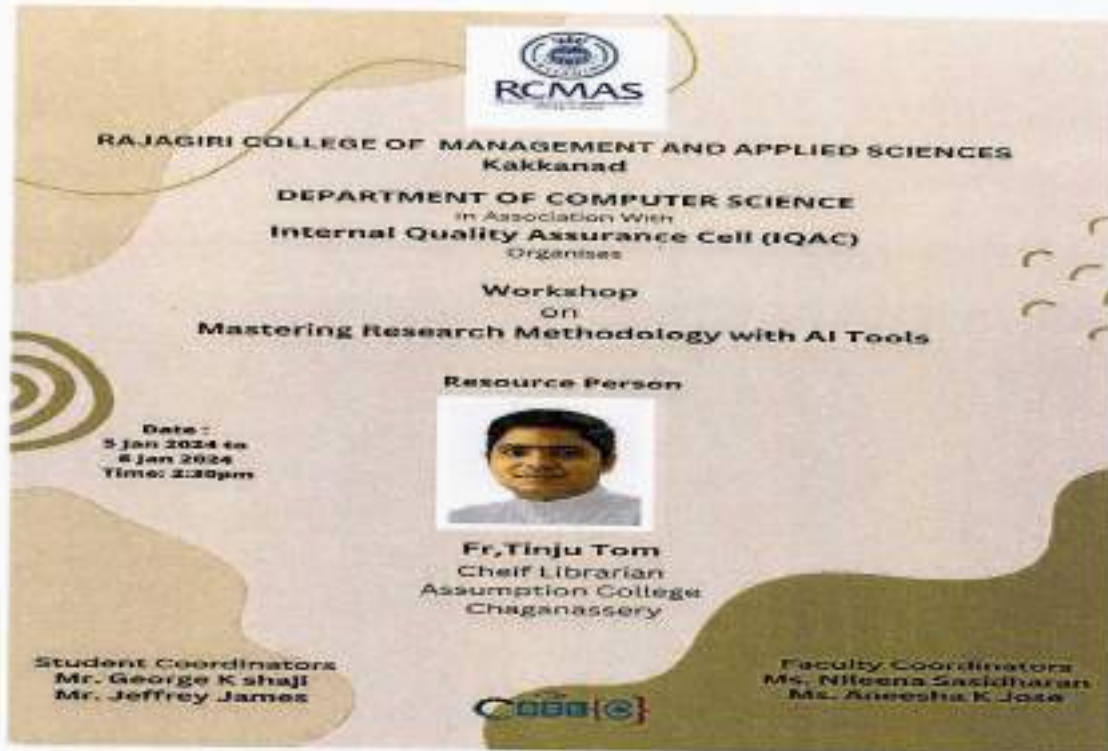 RCMAS
RAJAGIRI COLLEGE OF MANAGEMENT AND APPLIED SCIENCES
Kakkanad
DEPARTMENT OF COMPUTER SCIENCE
in Association With
Internal Quality Assurance Cell (IQAC)
Organises
Workshop
on
Mastering Research Methodology with AI Tools
Resource Person
Date :
5 Jan 2024 to
6 Jan 2024
Time: 2:30pm
Fr,Tinju Tom
Cheif Librarian
Assumption College
Chaganassery
Student Coordinators
Mr. George K shaji
Mr. Jeffrey James
Faculty Coordinators
Ms. Nileena Sasidharan
Ms. Aneesha K Jose